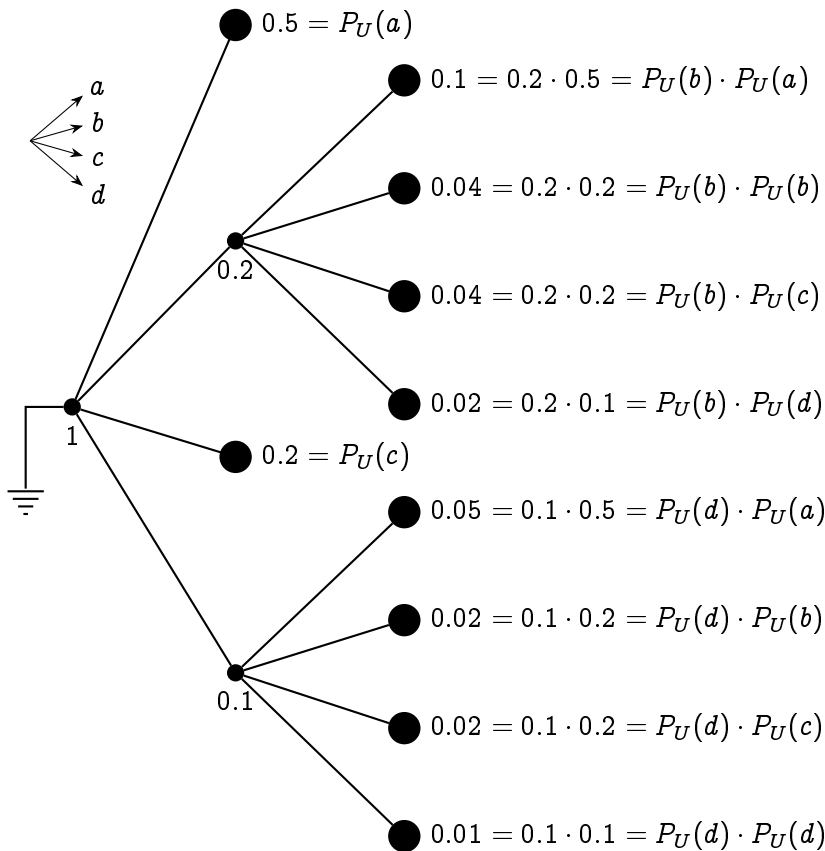 0.5 = P_U(a)
0.1 = 0.2 · 0.5 = P_U(b) · P_U(a)
a
b
c
d
0.04 = 0.2 · 0.2 = P_U(b) · P_U(b)
0.2
0.04 = 0.2 · 0.2 = P_U(b) · P_U(c)
0.02 = 0.2 · 0.1 = P_U(b) · P_U(d)
1
0.2 = P_U(c)
0.05 = 0.1 · 0.5 = P_U(d) · P_U(a)
0.02 = 0.1 · 0.2 = P_U(d) · P_U(b)
0.1
0.02 = 0.1 · 0.2 = P_U(d) · P_U(c)
0.01 = 0.1 · 0.1 = P_U(d) · P_U(d)